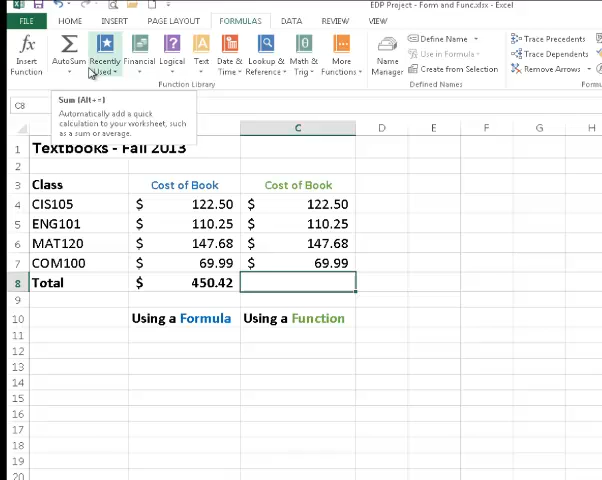 EDP Project - Form and Func.xlsx - Excel
FILE HOME INSERT PAGE LAYOUT FORMULAS DATA REVIEW VIEW
fx Σ
Insert Function AutoSum Recently Used Financial Logical Text Date & Time Lookup & Reference Math & Trig More Functions
Function Library
Name Manager
Define Name
Use in Formula
Create from Selection
Defined Names
Trace Precedents
Trace Dependents
Remove Arrows
Formu
C8
Sum (Alt+=)
Automatically add a quick
calculation to your worksheet, such
as a sum or average.
C D E F G H
1 Textbooks - Fall 2013
2
3 Class Cost of Book Cost of Book
4 CIS105 $ 122.50 $ 122.50
5 ENG101 $ 110.25 $ 110.25
6 MAT120 $ 147.68 $ 147.68
7 COM100 $ 69.99 $ 69.99
8 Total $ 450.42
9
10 Using a Formula Using a Function
11
12
13
14
15
16
17
18
19
20